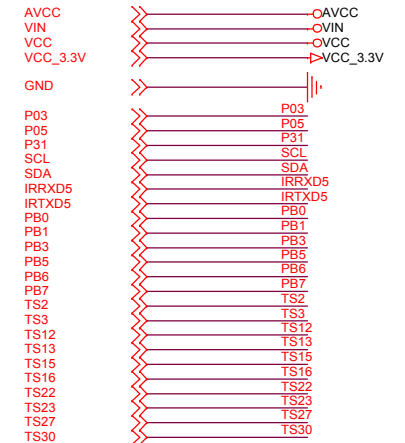 AVCC AVCC
VIN VIN
VCC VCC
VCC_3.3V VCC_3.3V
GND
P03 P03
P05 P05
P31 P31
SCL SCL
SDA SDA
IRRXD5 IRRXD5
IRTXD5 IRTXD5
PB0 PB0
PB1 PB1
PB3 PB3
PB5 PB5
PB6 PB6
PB7 PB7
TS2 TS2
TS3 TS3
TS12 TS12
TS13 TS13
TS15 TS15
TS16 TS16
TS22 TS22
TS23 TS23
TS27 TS27
TS30 TS30